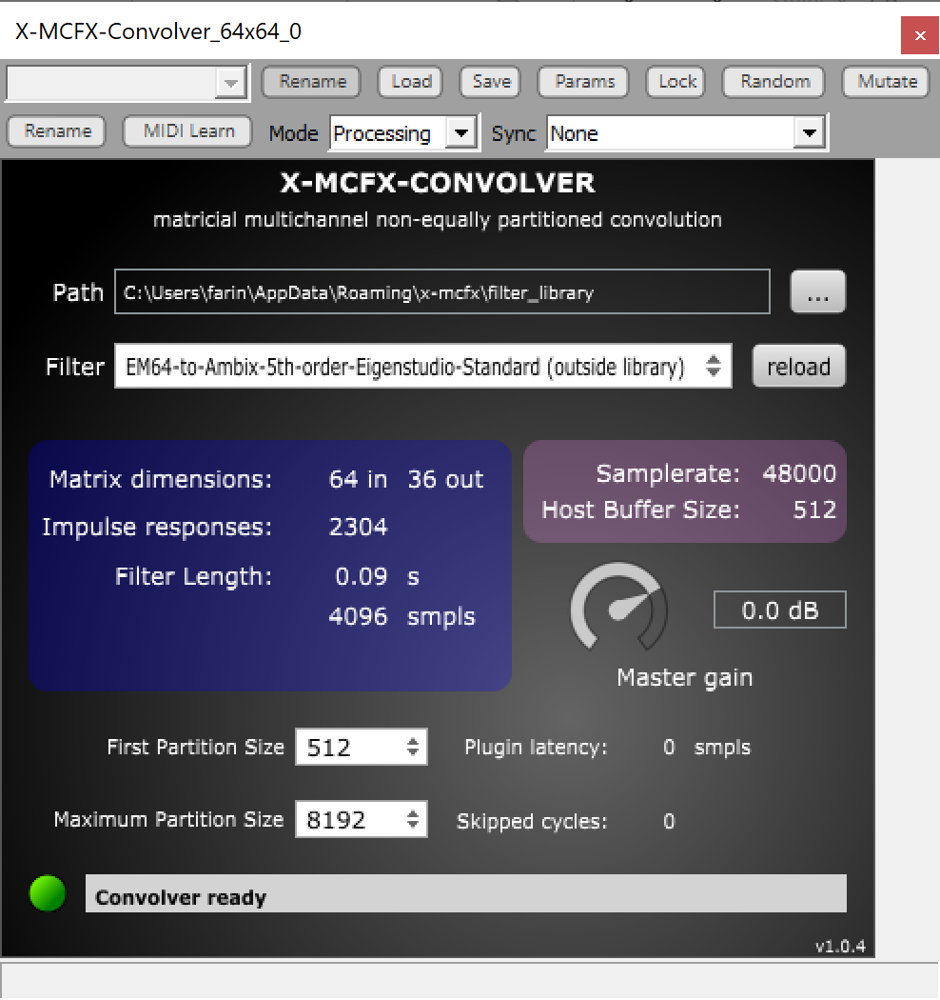 X-MCFX-Convolver_64x64_0
×
Rename Load Save Params Lock Random Mutate
Rename MIDI Learn Mode Processing Sync None
X-MCFX-CONVOLVER
matricial multichannel non-equally partitioned convolution
Path C:\Users\farin\AppData\Roaming\x-mcfx\filter_library ...
Filter EM64-to-Ambix-5th-order-Eigenstudio-Standard (outside library) reload
Matrix dimensions: 64 in 36 out
Impulse responses: 2304
Filter Length: 0.09 s
4096 smpls
Samplerate: 48000
Host Buffer Size: 512
0.0 dB
Master gain
First Partition Size 512 Plugin latency: 0 smpls
Maximum Partition Size 8192 Skipped cycles: 0
Convolver ready
v1.0.4